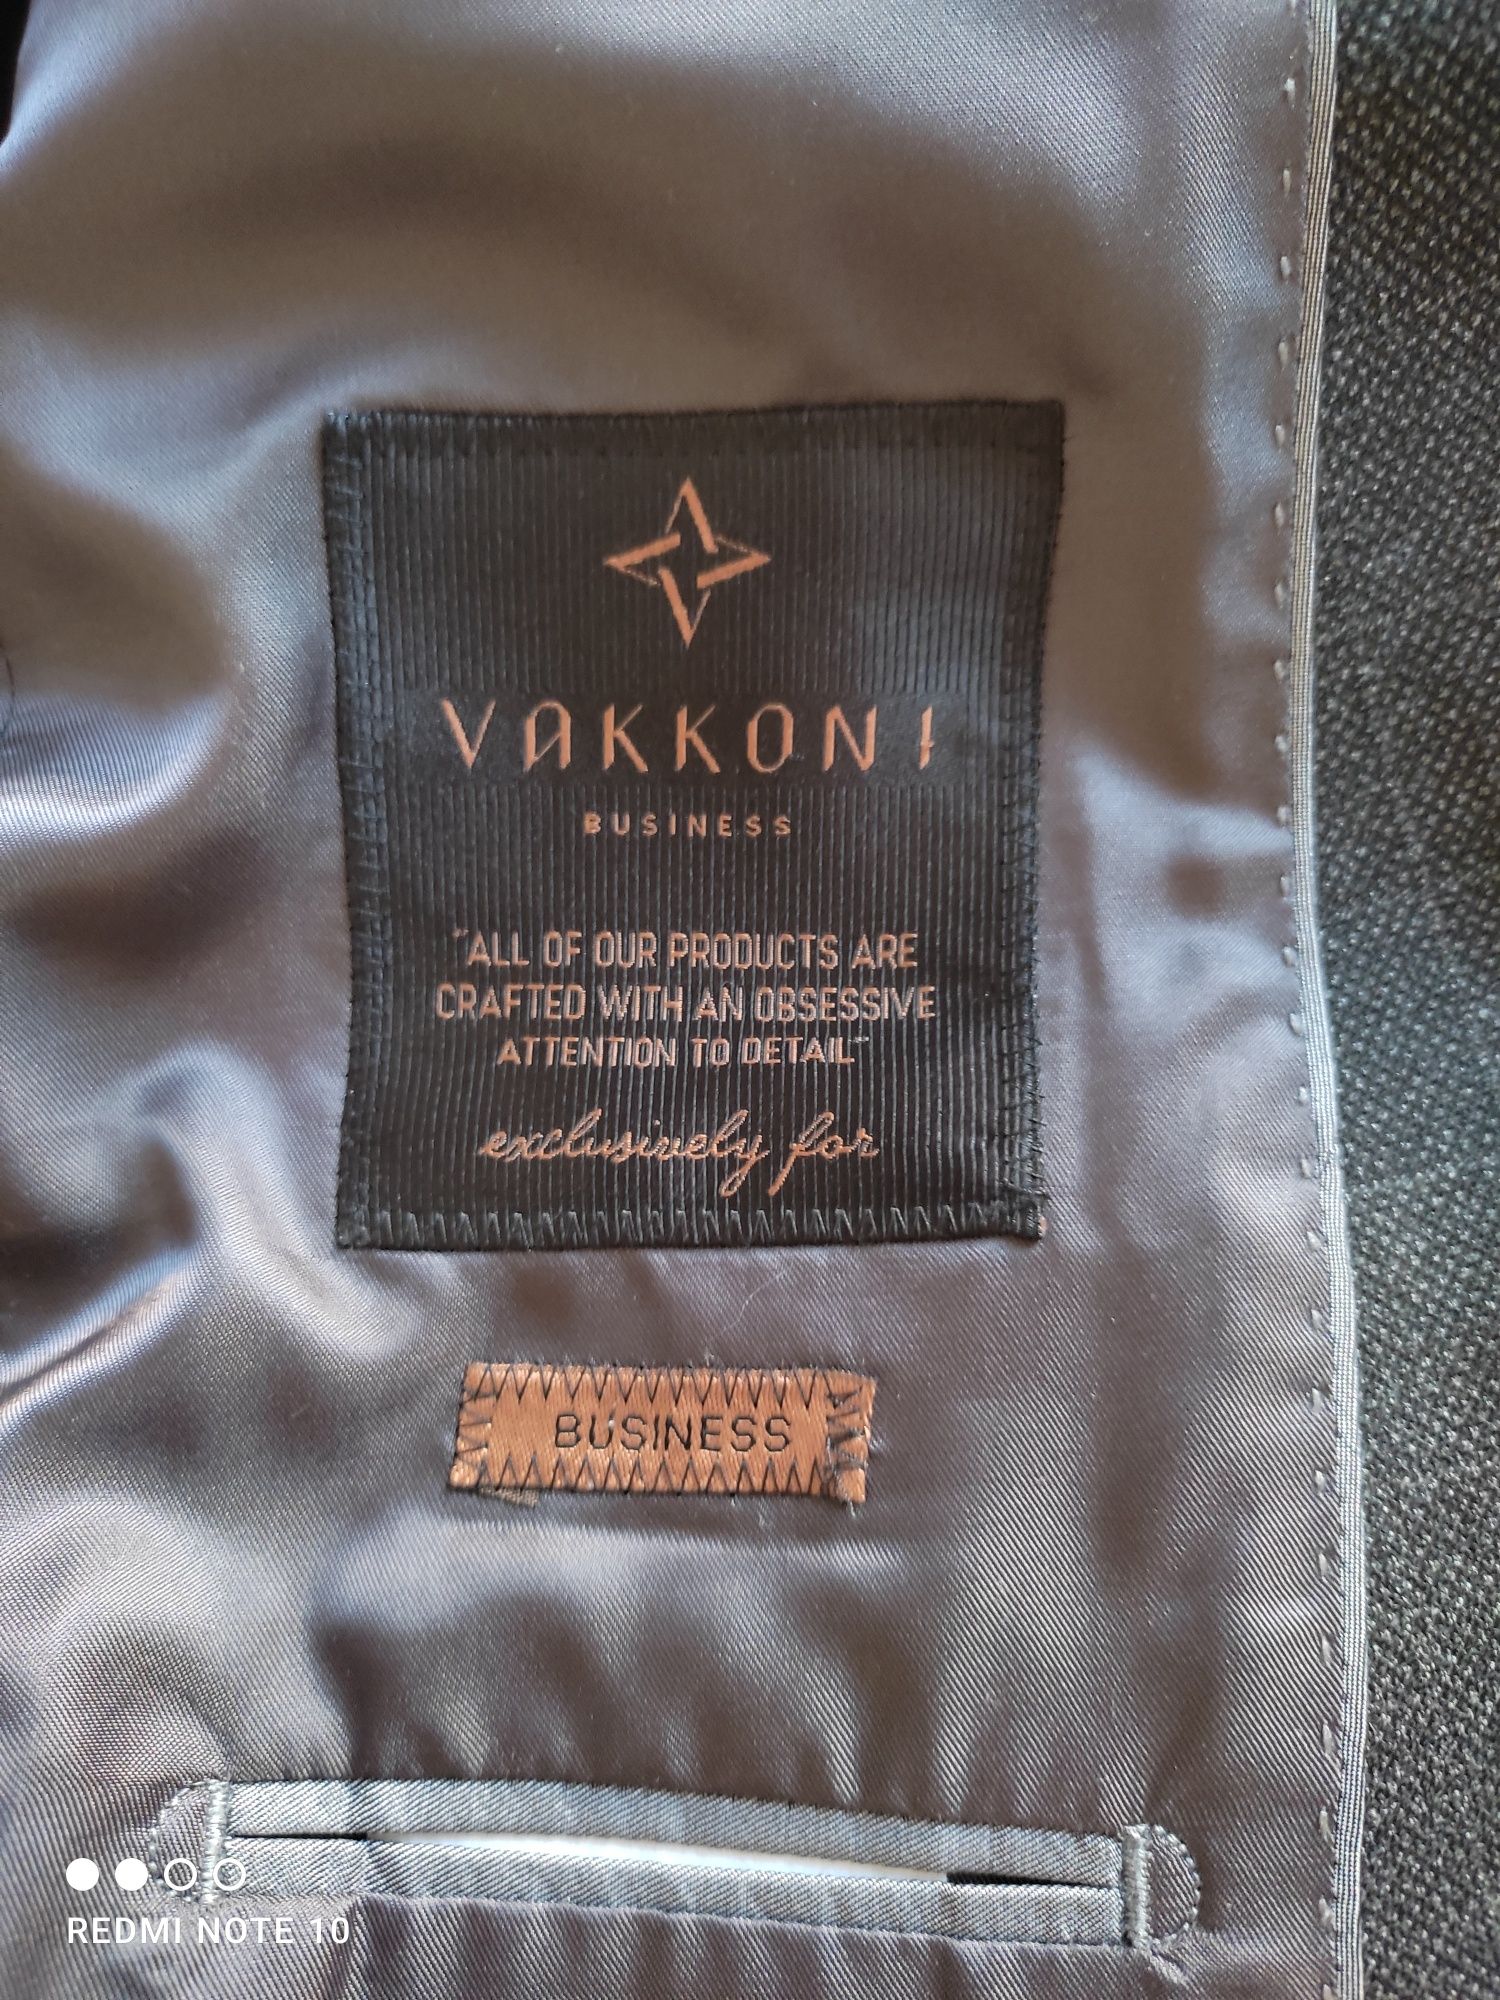 VAKKONI
BUSINESS
"ALL OF OUR PRODUCTS ARE
CRAFTED WITH AN OBSESSIVE
ATTENTION TO DETAIL"
exclusively for
BUSINESS
REDMI NOTE 10